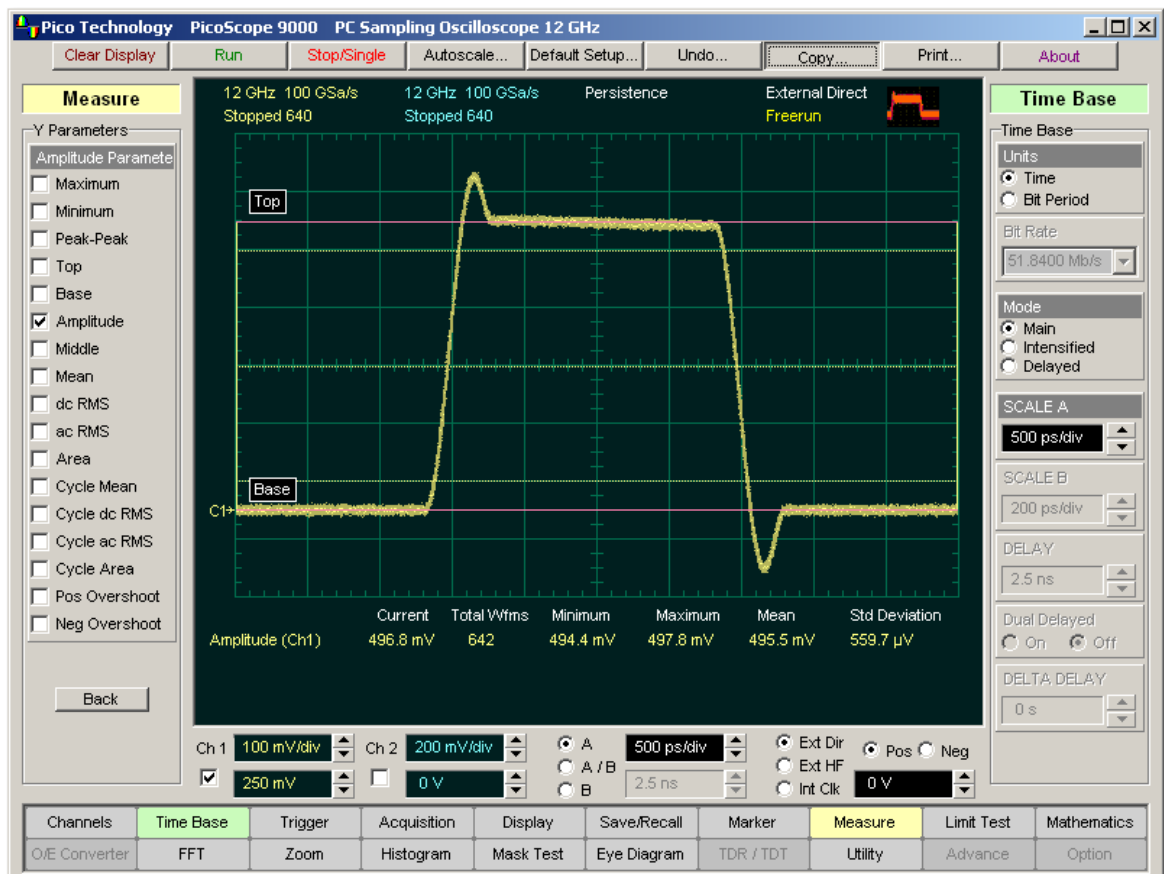 Pico Technology PicoScope 9000 PC Sampling Oscilloscope 12 GHz
Clear Display Run Stop/Single Autoscale... Default Setup... Undo... Copy... Print... About
Measure
Y Parameters
Amplitude Paramete
Maximum
Minimum
Peak-Peak
Top
Base
Amplitude
Middle
Mean
dc RMS
ac RMS
Area
Cycle Mean
Cycle dc RMS
Cycle ac RMS
Cycle Area
Pos Overshoot
Neg Overshoot
Back
12 GHz 100 GSa/s 12 GHz 100 GSa/s Persistence External Direct
Stopped 640 Stopped 640 Freerun
Top
Base
C1
Current Total Wfms Minimum Maximum Mean Std Deviation
Amplitude (Ch1) 496.8 mV 642 494.4 mV 497.8 mV 495.5 mV 559.7 µV
Time Base
Time Base
Units
Time
Bit Period
Bit Rate
51.8400 Mb/s
Mode
Main
Intensified
Delayed
SCALE A
500 ps/div
SCALE B
200 ps/div
DELAY
2.5 ns
Dual Delayed
On Off
DELTA DELAY
0 s
Ch 1 100 mV/div Ch 2 200 mV/div A 500 ps/div Ext Dir Pos Neg
A / B Ext HF
250 mV 0 V B 2.5 ns Int Clk 0 V
Channels Time Base Trigger Acquisition Display Save/Recall Marker Measure Limit Test Mathematics
O/E Converter FFT Zoom Histogram Mask Test Eye Diagram TDR / TDT Utility Advance Option